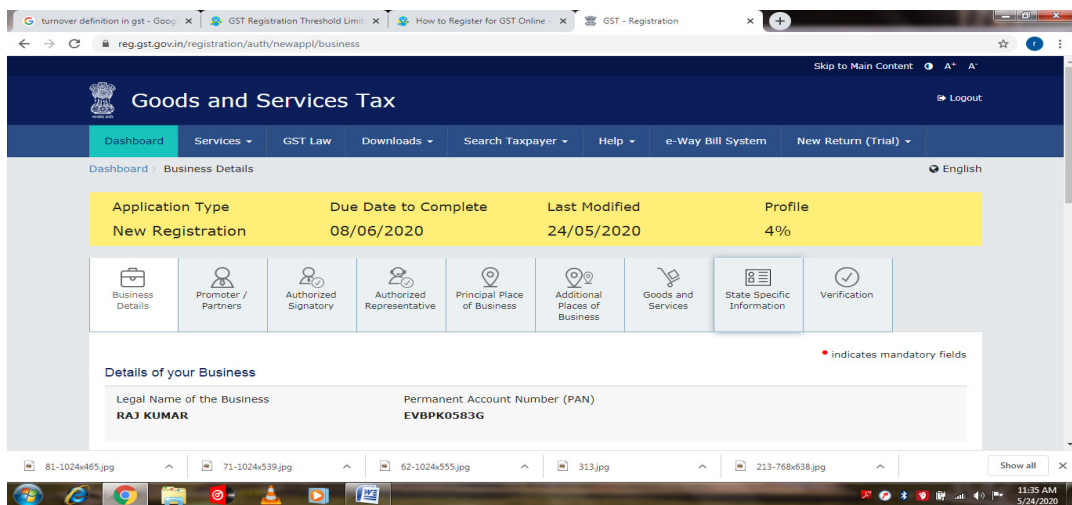 turnover definition in gst - Goog
GST Registration Threshold Limit
How to Register for GST Online -
GST - Registration
reg.gst.gov.in/registration/auth/newappl/business
Skip to Main Content A+ A-
Goods and Services Tax
Logout
Dashboard Services GST Law Downloads Search Taxpayer Help e-Way Bill System New Return (Trial)
Dashboard > Business Details
English
Application Type Due Date to Complete Last Modified Profile
New Registration 08/06/2020 24/05/2020 4%
Business
Details
Promoter /
Partners
Authorized
Signatory
Authorized
Representative
Principal Place
of Business
Additional
Places of
Business
Goods and
Services
State Specific
Information
Verification
• indicates mandatory fields
Details of your Business
Legal Name of the Business Permanent Account Number (PAN)
RAJ KUMAR EVBPK0583G
81-1024x465.jpg 71-1024x539.jpg 62-1024x555.jpg 313.jpg 213-768x638.jpg Show all
11:35 AM
5/24/2020